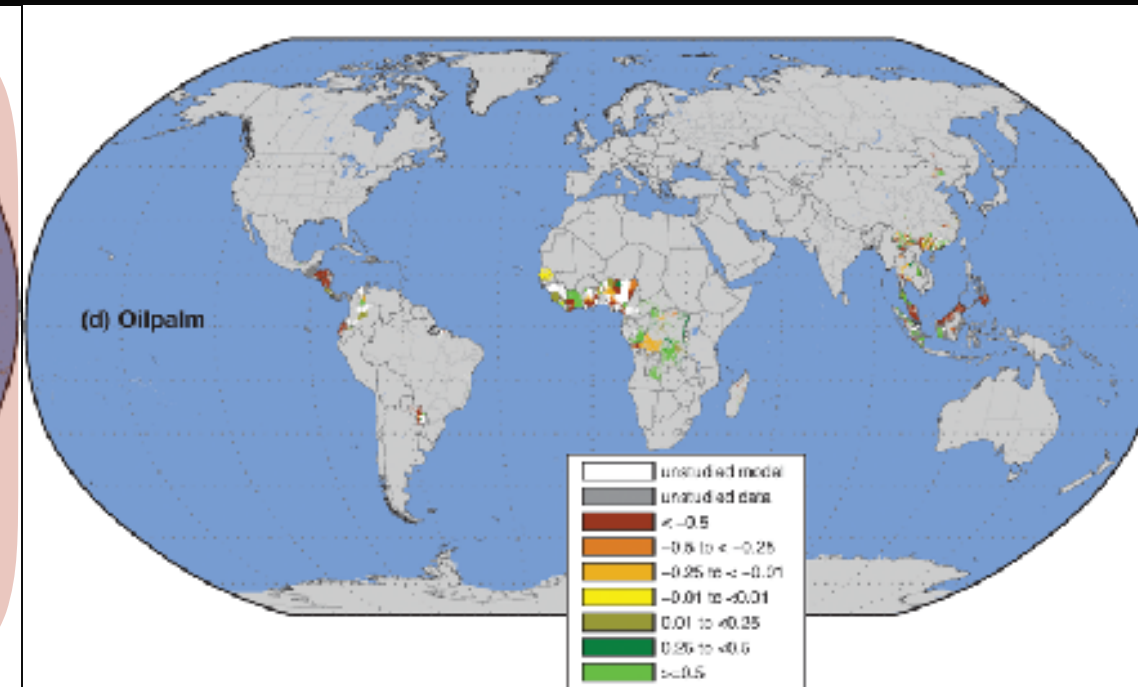 (d) Oilpalm
unstudied model
unstudied data
< -0.5
-0.5 to < -0.25
-0.25 to < -0.01
-0.01 to <0.01
0.01 to <0.25
0.25 to <0.5
>=0.5